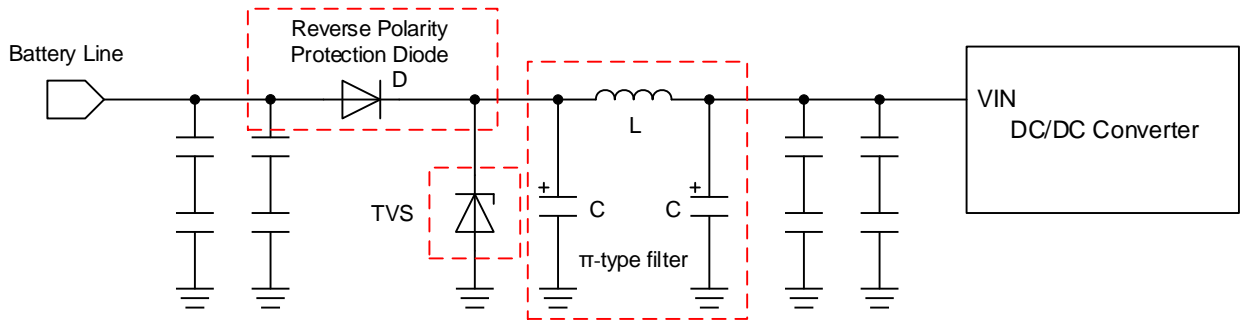 Reverse Polarity
Protection Diode
D
Battery Line
L
VIN
DC/DC Converter
TVS
+
C
+
C
π-type filter